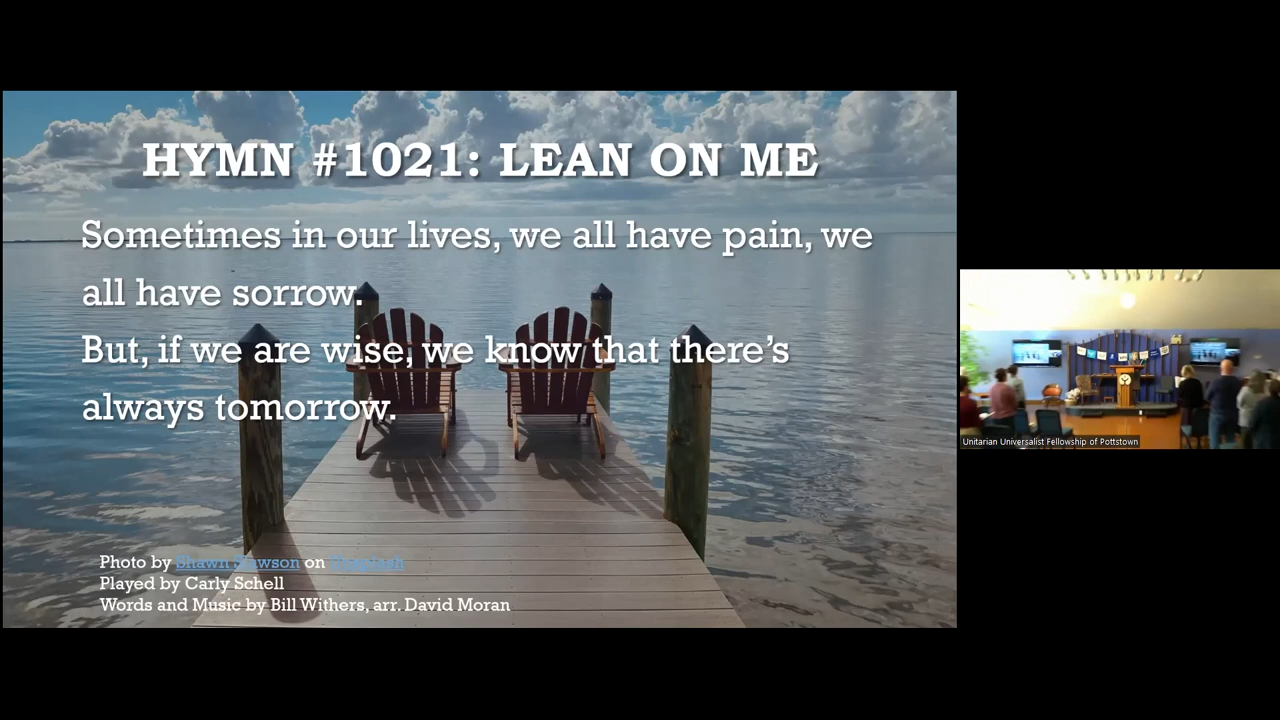 HYMN #1021: LEAN ON ME
Sometimes in our lives, we all have pain, we
all have sorrow.
But, if we are wise, we know that there’s
always tomorrow.
Photo by Shawn on Unsplash
Played by Carly Schell
Words and Music by Bill Withers, arr. David Moran
Unitarian Universalist Fellowship of Pottstown